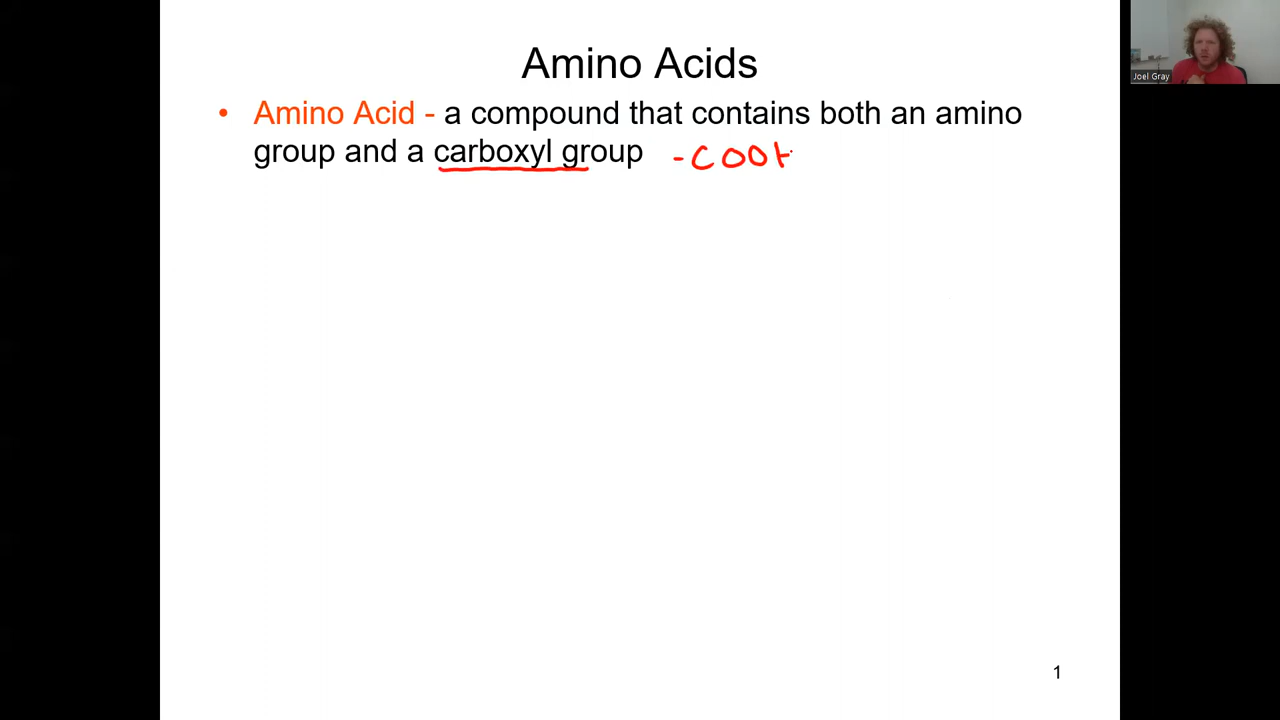 Amino Acids
• Amino Acid - a compound that contains both an amino
group and a carboxyl group -COOH
Joel Gray
1